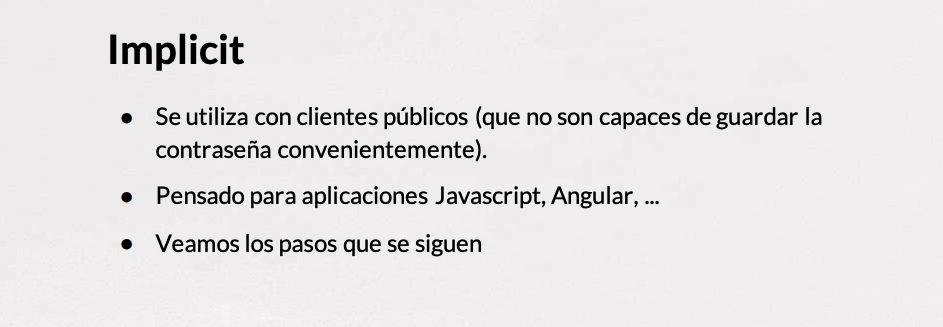 Implicit
● Se utiliza con clientes públicos (que no son capaces de guardar la
contraseña convenientemente).
● Pensado para aplicaciones Javascript, Angular, ...
● Veamos los pasos que se siguen